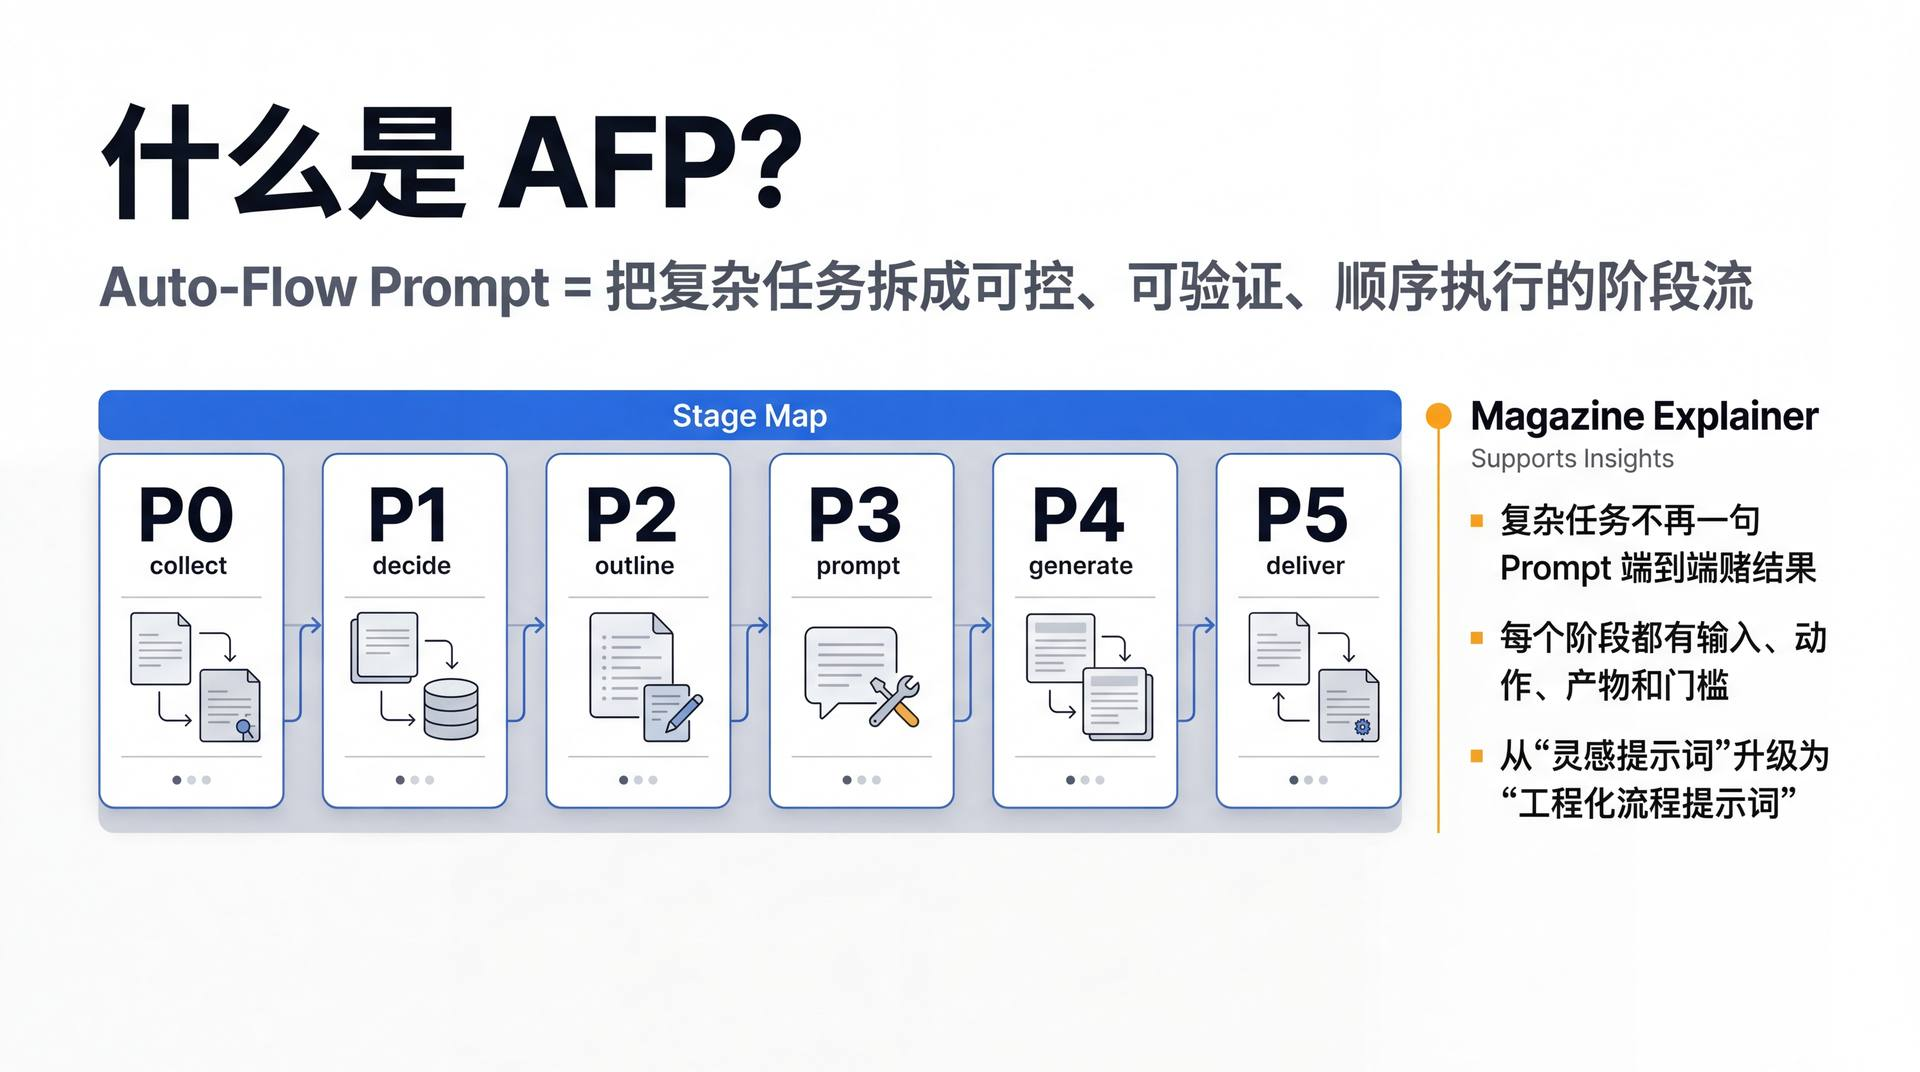 什么是 AFP?
Auto-Flow Prompt = 把复杂任务拆成可控、可验证、顺序执行的阶段流
Stage Map
P0
collect
P1
decide
P2
outline
P3
prompt
P4
generate
P5
deliver
Magazine Explainer
Supports Insights
复杂任务不再一句
Prompt 端到端赌结果
每个阶段都有输入、动
作、产物和门槛
从“灵感提示词”升级为
“工程化流程提示词”